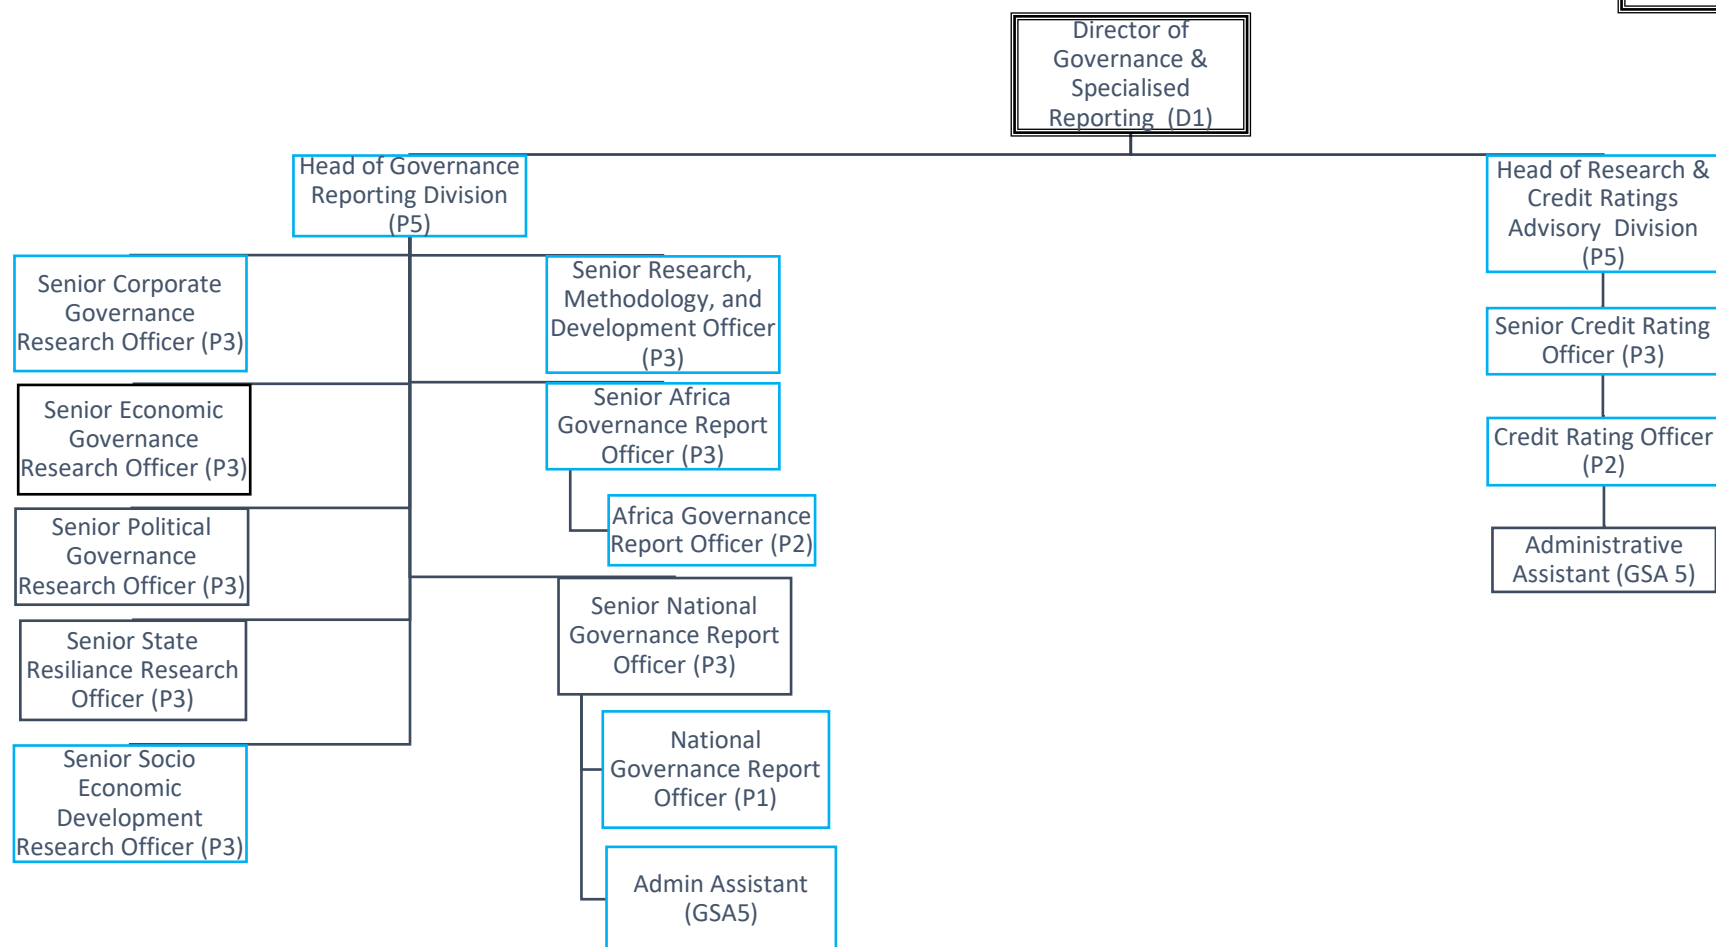 Director of
Governance &
Specialised
Reporting (D1)
Head of Governance
Reporting Division
(P5)
Head of Research &
Credit Ratings
Advisory Division
(P5)
Senior Corporate
Governance
Research Officer (P3)
Senior Economic
Governance
Research Officer (P3)
Senior Political
Governance
Research Officer (P3)
Senior State
Resiliance Research
Officer (P3)
Senior Socio
Economic
Development
Research Officer (P3)
Senior Research,
Methodology, and
Development Officer
(P3)
Senior Africa
Governance Report
Officer (P3)
Africa Governance
Report Officer (P2)
Senior National
Governance Report
Officer (P3)
National
Governance Report
Officer (P1)
Admin Assistant
(GSA5)
Senior Credit Rating
Officer (P3)
Credit Rating Officer
(P2)
Administrative
Assistant (GSA 5)